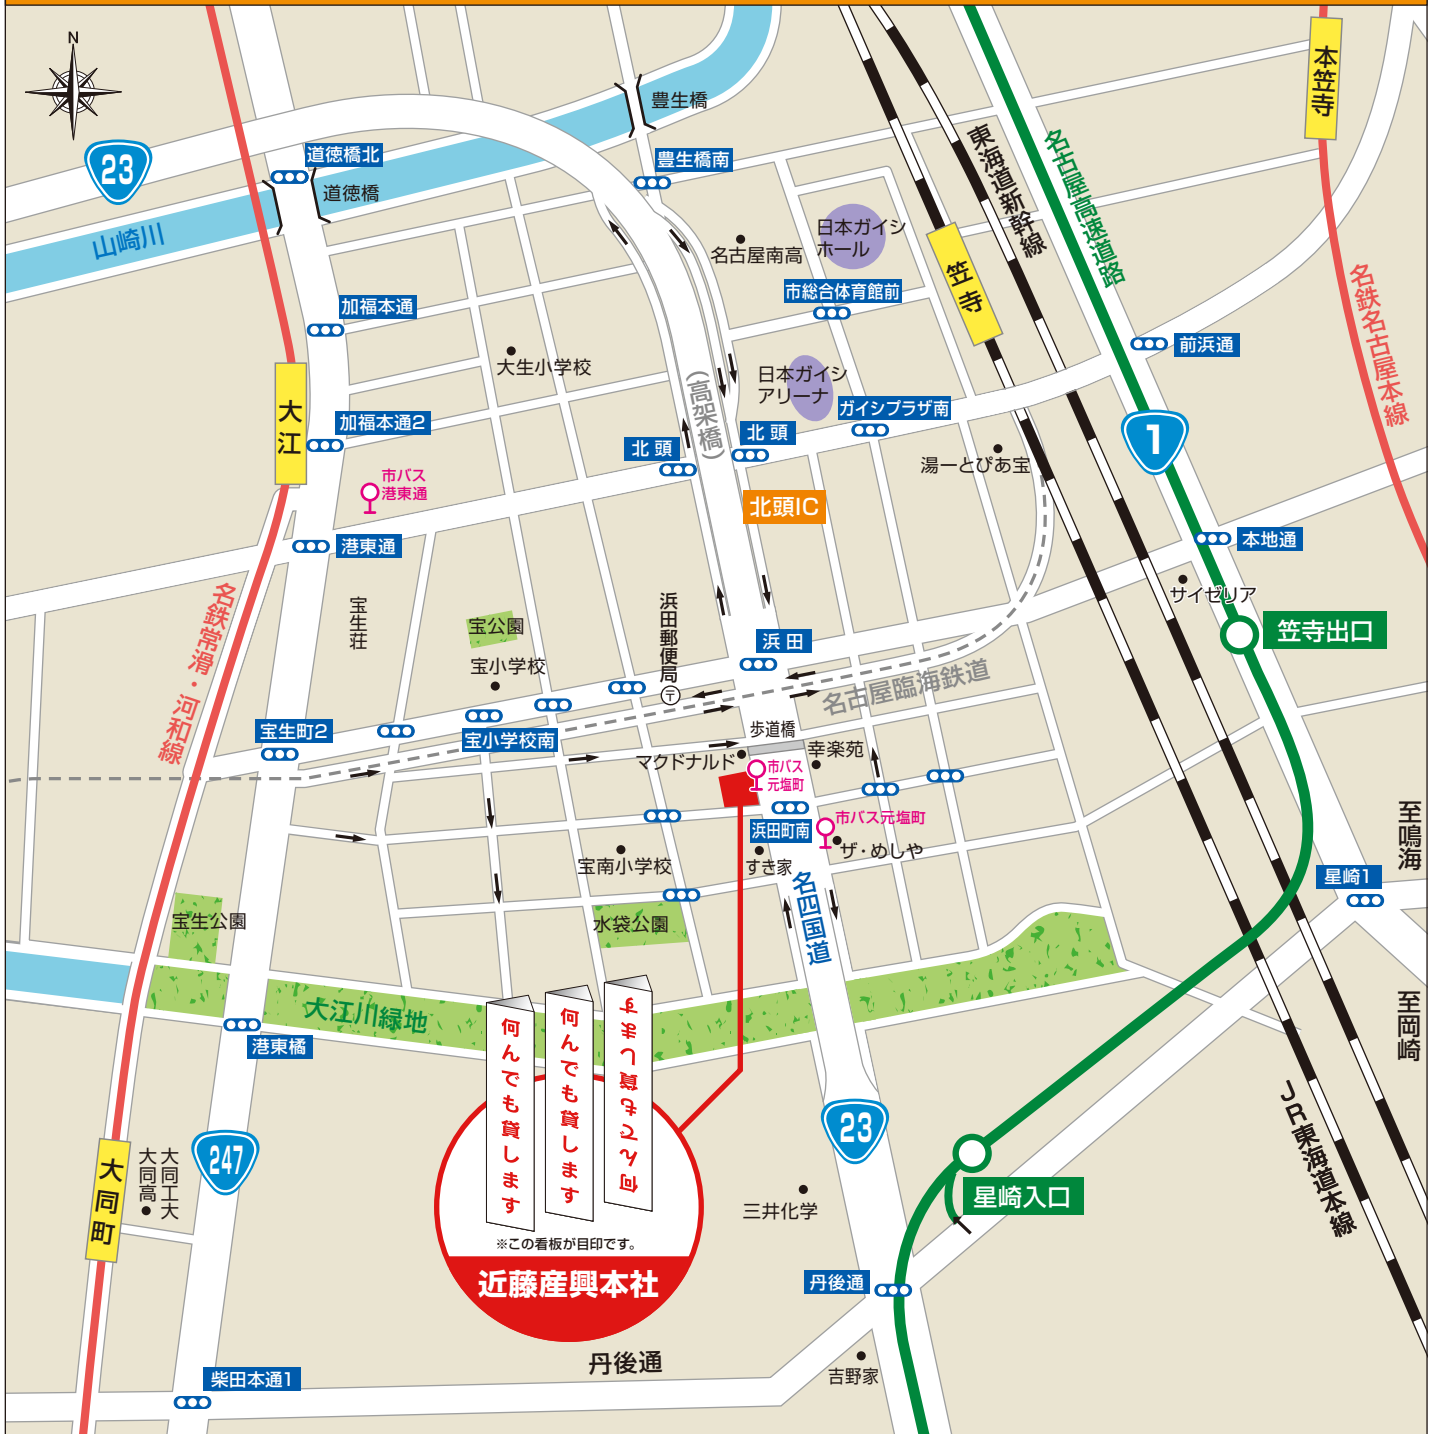 N
豊生橋
本笠寺
23
道徳橋北
豊生橋南
道徳橋
東海道新幹線
名古屋高速道路
山崎川
名古屋南高
日本ガイシ
ホール
笠寺
市総合体育館前
加福本通
名鉄名古屋本線
前浜通
大生小学校
日本ガイシ
アリーナ
(高架橋)
大江
加福本通2
ガイシプラザ南
北頭
北頭
1
湯ーとぴあ宝
市バス
港東通
北頭IC
港東通
本地通
サイゼリア
宝生荘
名鉄常滑・河和線
宝公園
浜田郵便局
〒
浜田
笠寺出口
宝小学校
名古屋臨海鉄道
宝生町2
宝小学校南
歩道橋
マクドナルド
幸楽苑
市バス
元塩町
市バス元塩町
浜田町南
ザ・めしや
宝南小学校
すき家
至鳴海
星崎1
名四国道
宝生公園
水袋公園
大江川緑地
港東橋
至岡崎
何んでも貸します
何んでも貸します
何んでも貸します
23
JR東海道本線
大同町
大同高
大同工大
247
三井化学
星崎入口
※この看板が目印です。
近藤産興本社
丹後通
丹後通
吉野家
柴田本通1